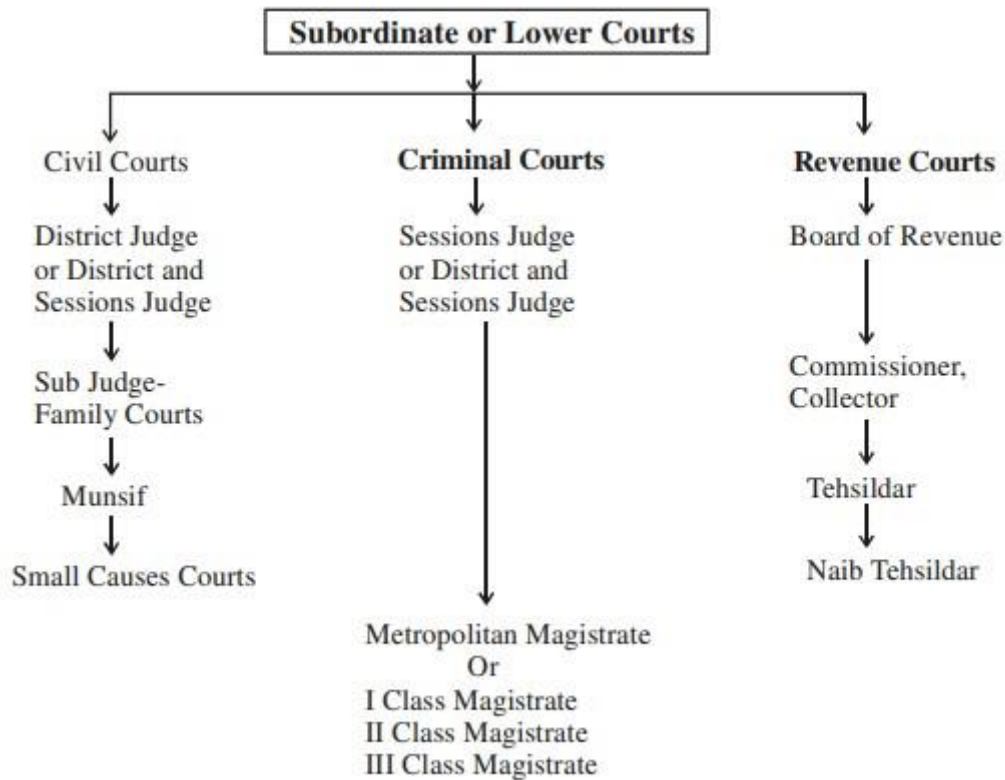 Subordinate or Lower Courts
Civil Courts
District Judge
or District and
Sessions Judge
Sub Judge-
Family Courts
Munsif
Small Causes Courts
Criminal Courts
Sessions Judge
or District and
Sessions Judge
Metropolitan Magistrate
Or
I Class Magistrate
II Class Magistrate
III Class Magistrate
Revenue Courts
Board of Revenue
Commissioner,
Collector
Tehsildar
Naib Tehsildar